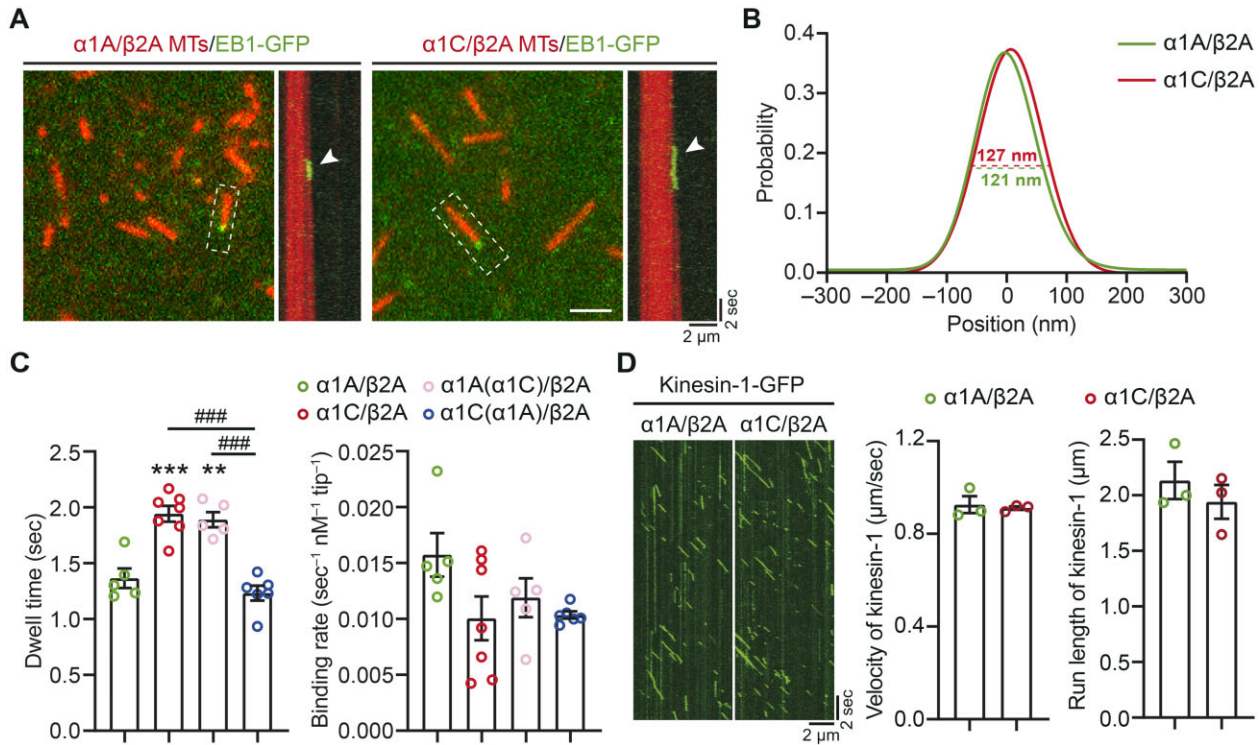 A
α1A/β2A MTs/EB1-GFP
α1C/β2A MTs/EB1-GFP
2 μm
2 sec
B
Probability
0.4
0.3
0.2
0.1
0.0
127 nm
121 nm
α1A/β2A
α1C/β2A
−300
−200
−100
0
100
200
300
Position (nm)
C
α1A/β2A
α1A(α1C)/β2A
α1C/β2A
α1C(α1A)/β2A
Dwell time (sec)
2.5
2.0
1.5
1.0
0.5
0.0
###
###
***
**
Binding rate (sec⁻¹ nM⁻¹ tip⁻¹)
0.025
0.020
0.015
0.010
0.005
0.000
D
Kinesin-1-GFP
α1A/β2A
α1C/β2A
2 μm
2 sec
α1A/β2A
α1C/β2A
Velocity of kinesin-1 (μm/sec)
1.2
0.8
0.4
0.0
Run length of kinesin-1 (μm)
2.5
2.0
1.5
1.0
0.5
0.0